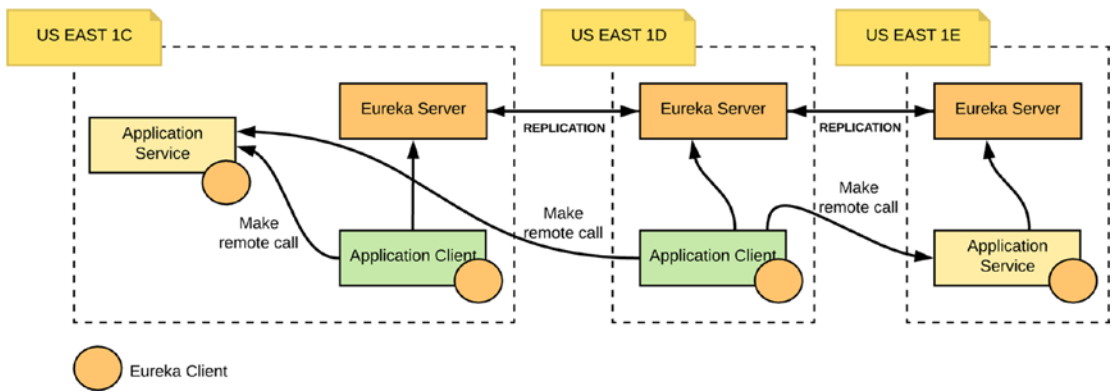 US EAST 1C
US EAST 1D
US EAST 1E
Eureka Server
Eureka Server
Eureka Server
REPLICATION
REPLICATION
Application
Service
Make
remote call
Make
remote call
Make
remote call
Application Client
Application Client
Application
Service
Eureka Client